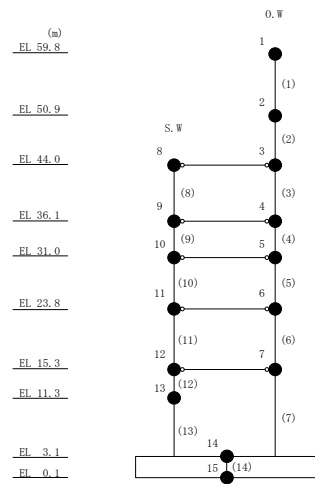 O.W
(m)
EL 59.8
1
(1)
EL 50.9
2
S.W
(2)
EL 44.0
8
3
(8)
(3)
EL 36.1
9
4
(9)
(4)
EL 31.0
10
5
(10)
(5)
EL 23.8
11
6
(11)
(6)
EL 15.3
12
7
(12)
EL 11.3
13
(13)
(7)
EL 3.1
14
EL 0.1
15
(14)